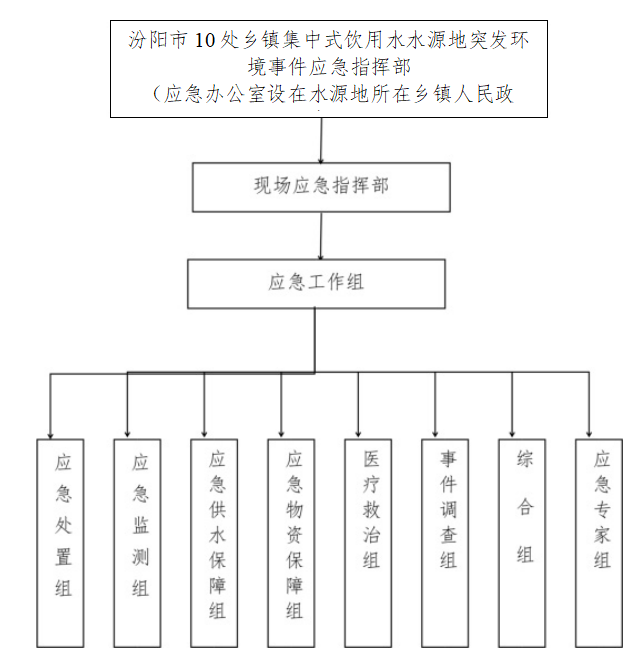 汾阳市 10 处乡镇集中式饮用水水源地突发环
境事件应急指挥部
（应急办公室设在水源地所在乡镇人民政
现场应急指挥部
应急工作组
应急处置组
应急监测组
应急供水保障组
应急物资保障组
医疗救治组
事件调查组
综合组
应急专家组